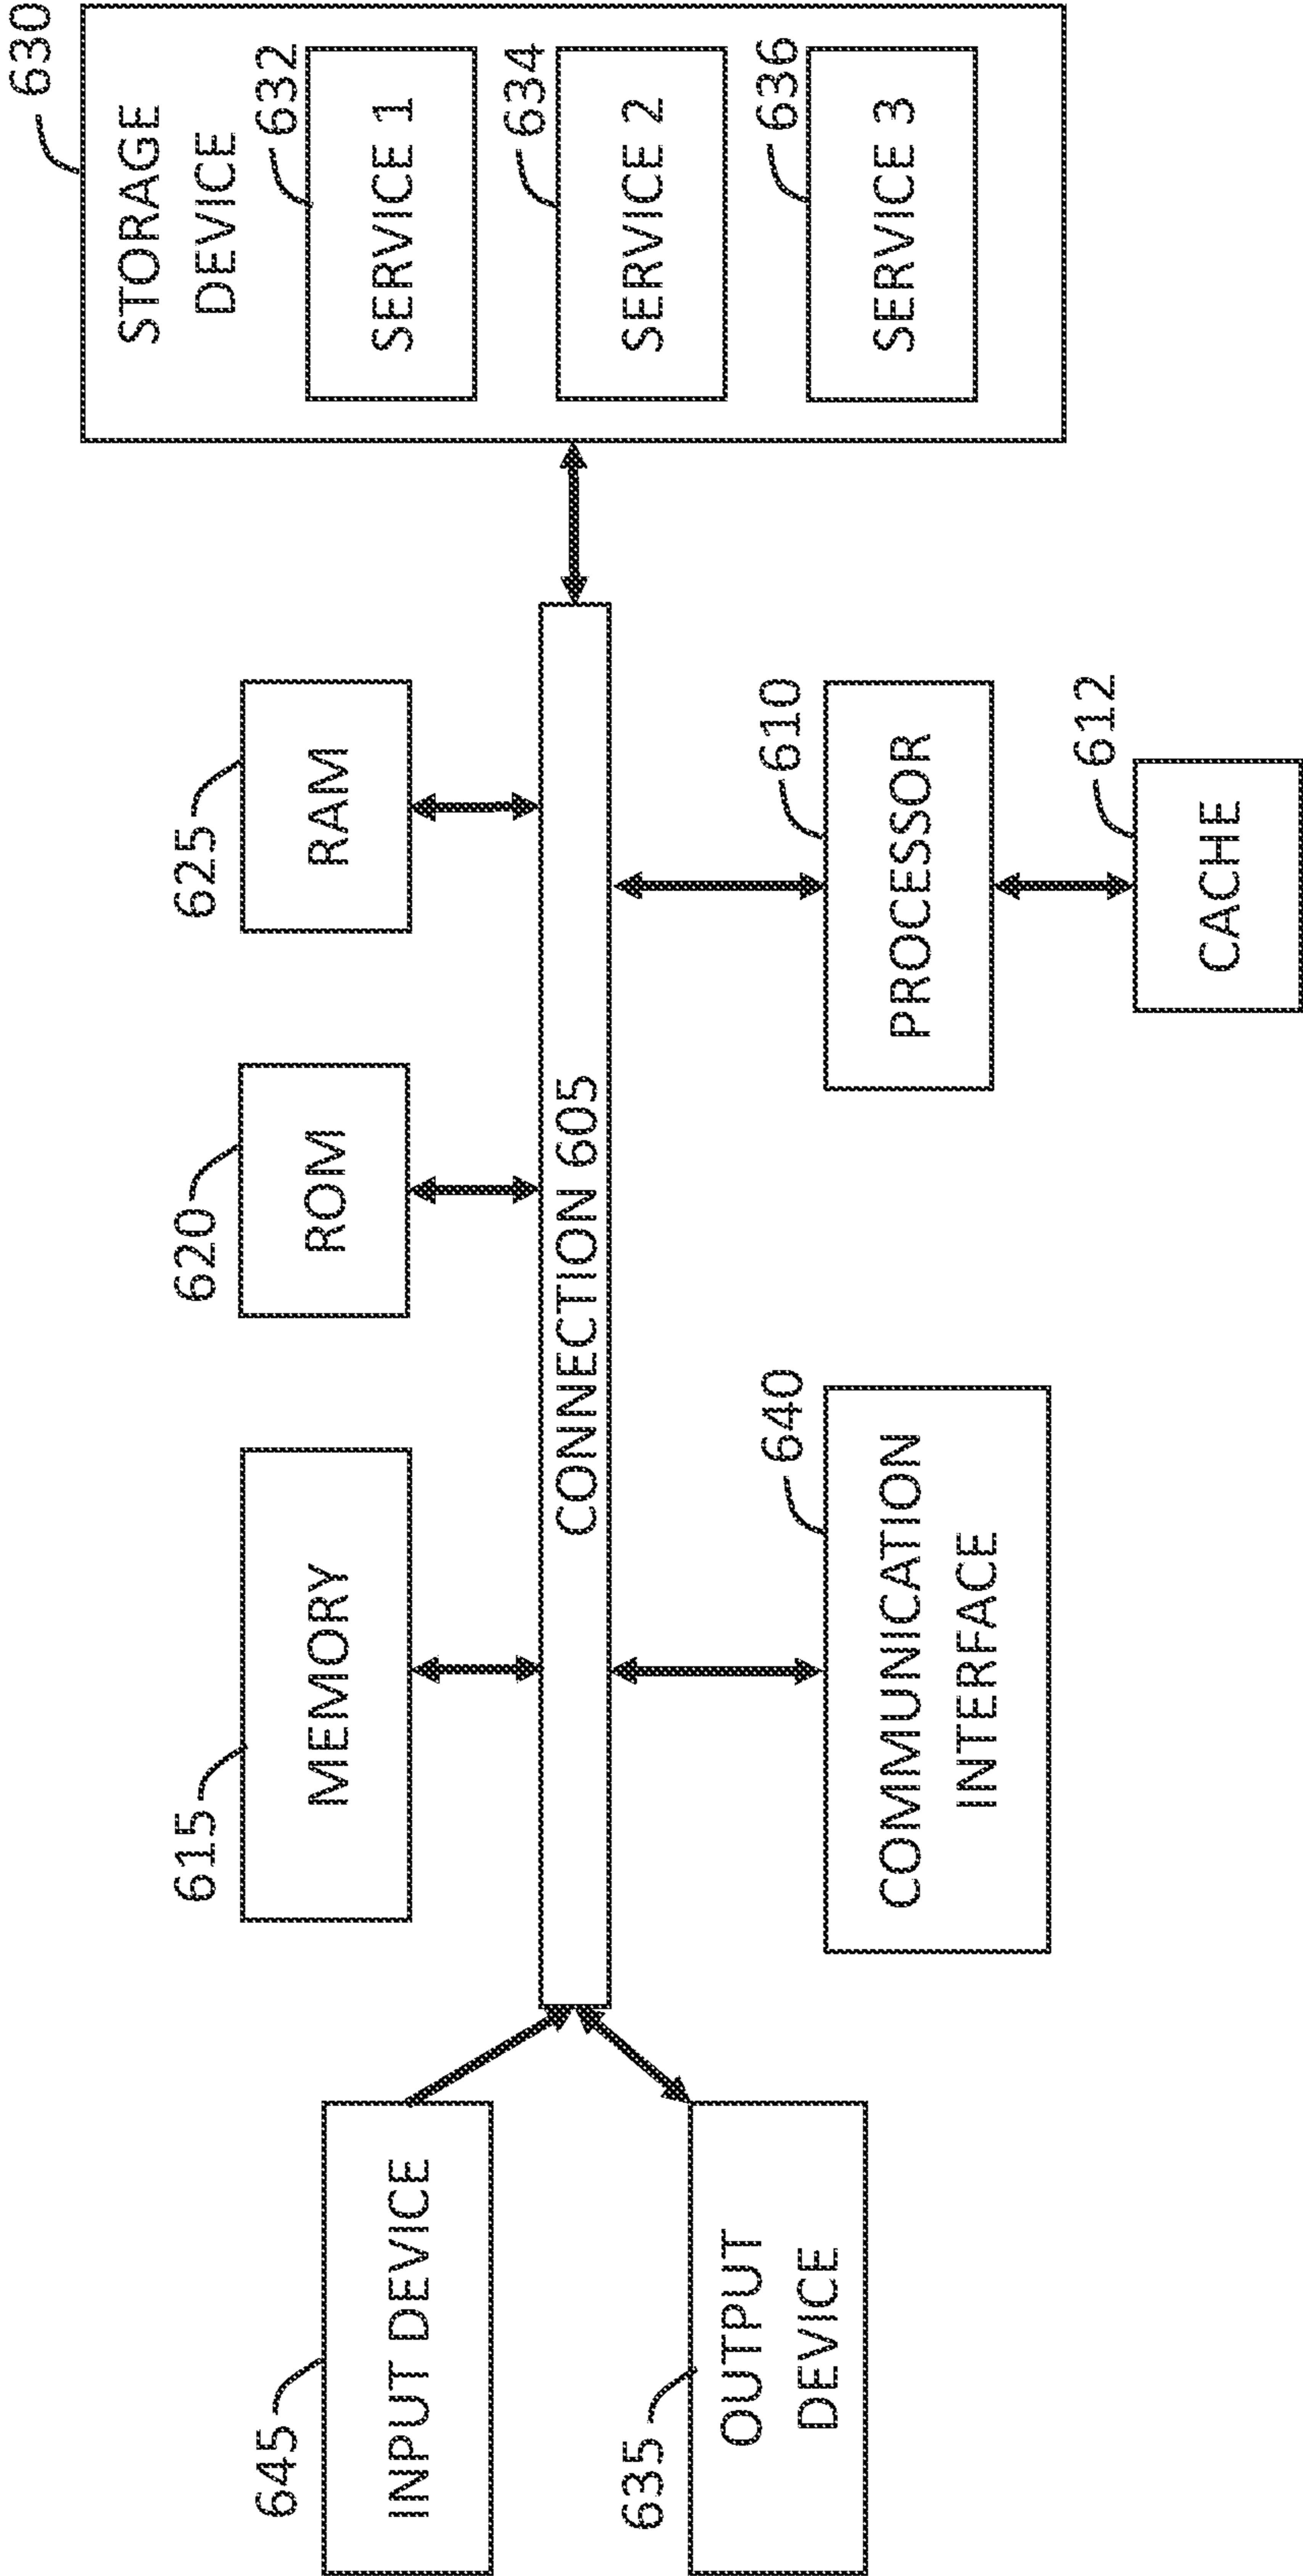 630
STORAGE
DEVICE
632
SERVICE 1
634
SERVICE 2
636
SERVICE 3
625
RAM
620
ROM
615
MEMORY
CONNECTION 605
610
PROCESSOR
612
CACHE
640
COMMUNICATION
INTERFACE
645
INPUT DEVICE
635
OUTPUT
DEVICE